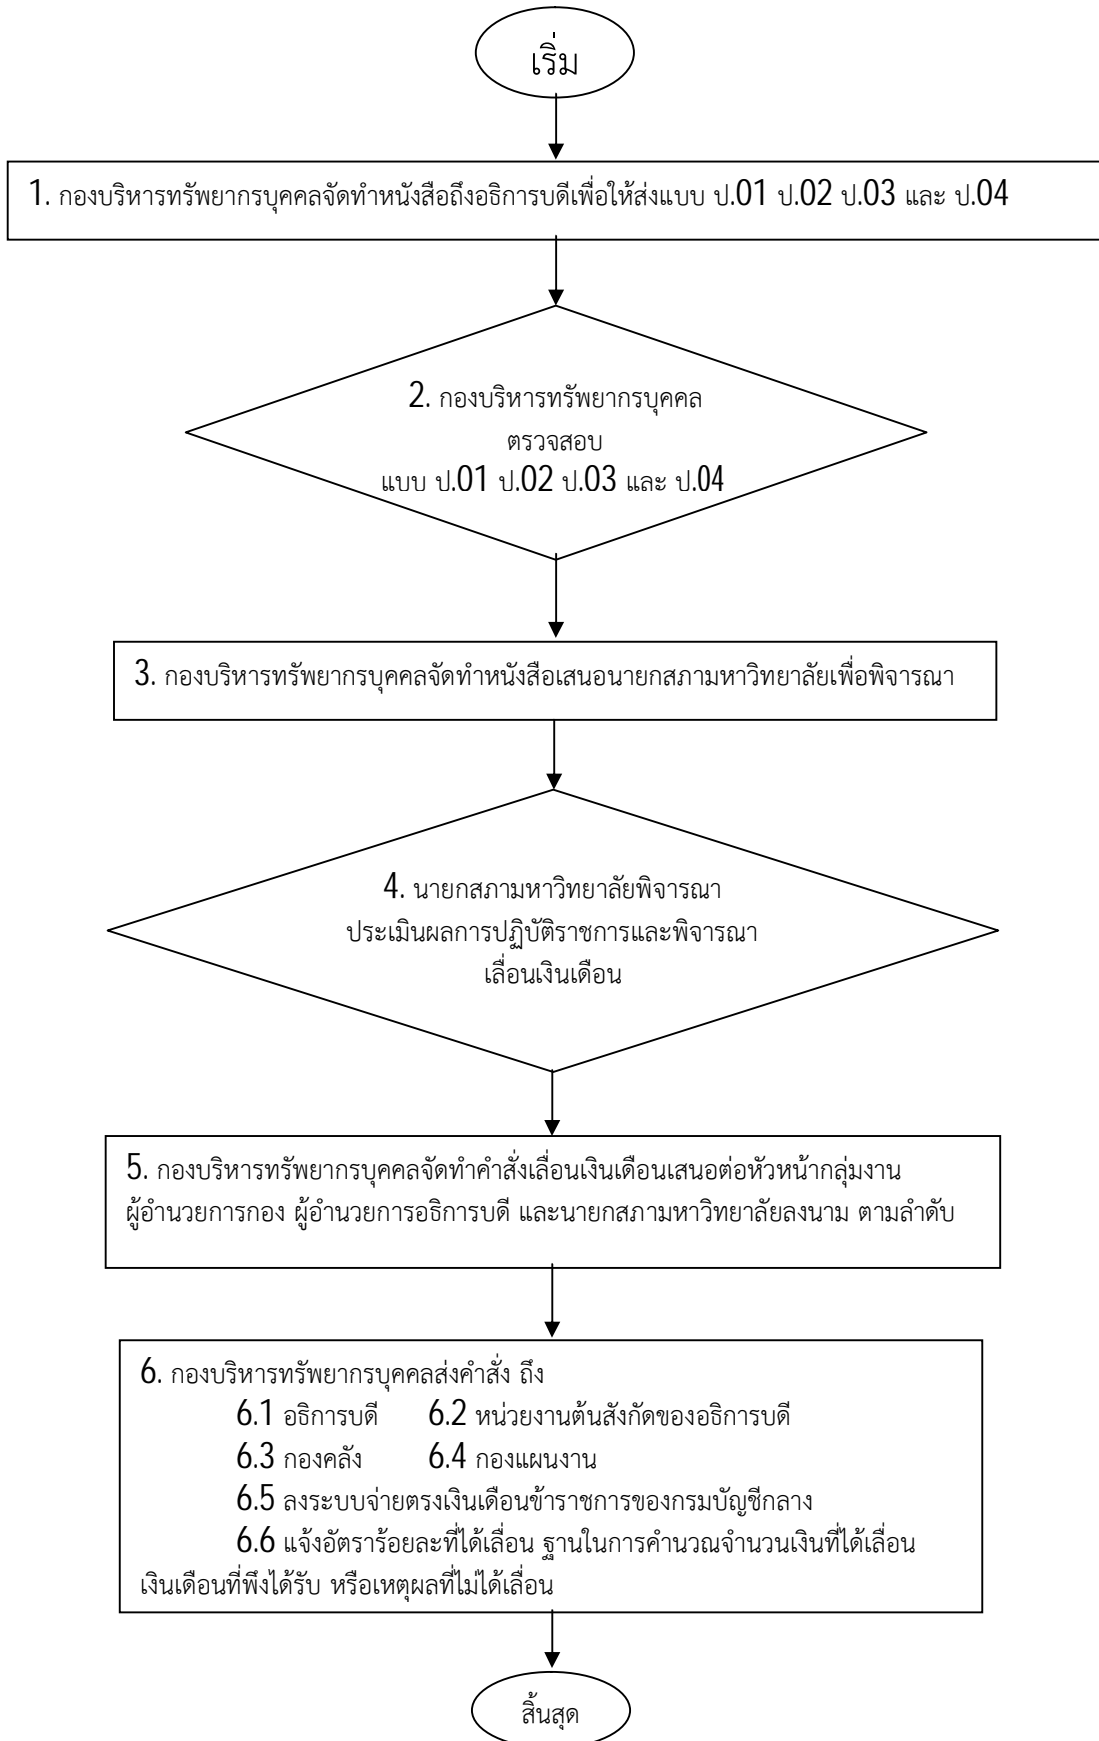 เริ่ม
1. กองบริหารทรัพยากรบุคคลจัดทำหนังสือถึงอธิการบดีเพื่อให้ส่งแบบ ป.01 ป.02 ป.03 และ ป.04
2. กองบริหารทรัพยากรบุคคล
ตรวจสอบ
แบบ ป.01 ป.02 ป.03 และ ป.04
3. กองบริหารทรัพยากรบุคคลจัดทำหนังสือเสนอนายกสภามหาวิทยาลัยเพื่อพิจารณา
4. นายกสภามหาวิทยาลัยพิจารณา
ประเมินผลการปฏิบัติราชการและพิจารณา
เลื่อนเงินเดือน
5. กองบริหารทรัพยากรบุคคลจัดทำคำสั่งเลื่อนเงินเดือนเสนอต่อหัวหน้ากลุ่มงาน
ผู้อำนวยการกอง ผู้อำนวยการอธิการบดี และนายกสภามหาวิทยาลัยลงนาม ตามลำดับ
6. กองบริหารทรัพยากรบุคคลส่งคำสั่ง ถึง
6.1 อธิการบดี 6.2 หน่วยงานต้นสังกัดของอธิการบดี
6.3 กองคลัง 6.4 กองแผนงาน
6.5 ลงระบบจ่ายตรงเงินเดือนข้าราชการของกรมบัญชีกลาง
6.6 แจ้งอัตราร้อยละที่ได้เลื่อน ฐานในการคำนวณจำนวนเงินที่ได้เลื่อน
เงินเดือนที่พึงได้รับ หรือเหตุผลที่ไม่ได้เลื่อน
สิ้นสุด